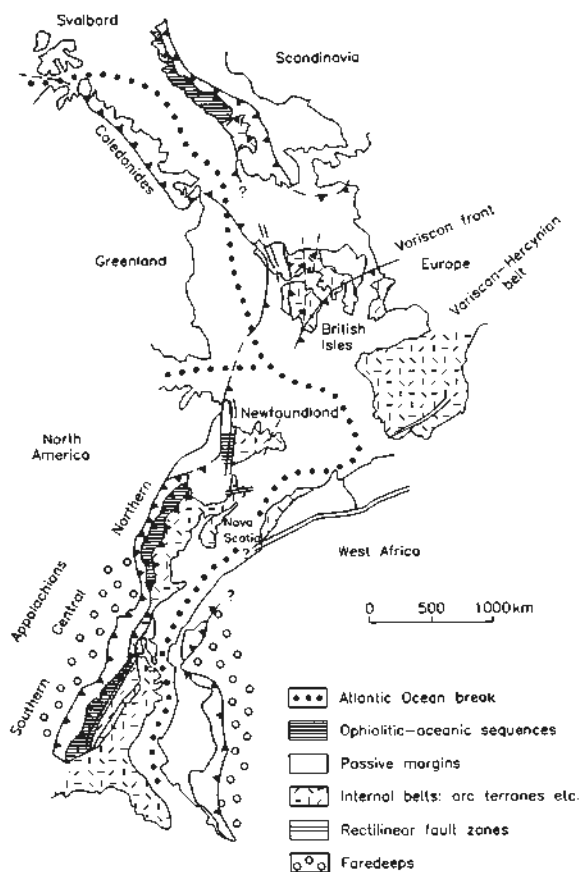 Svalbard
Scandinavia
Caledonides
?
Greenland
Variscan front
Europe
Variscan-Hercynian
belt
British
Isles
Newfoundland
North
America
Northern
Nova
Scotia
?
West Africa
Appalachians
Central
?
Southern
0 500 1000km
Atlantic Ocean break
Ophiolitic-oceanic sequences
Passive margins
Internal belts: arc terranes etc.
Rectilinear fault zones
Foredeeps